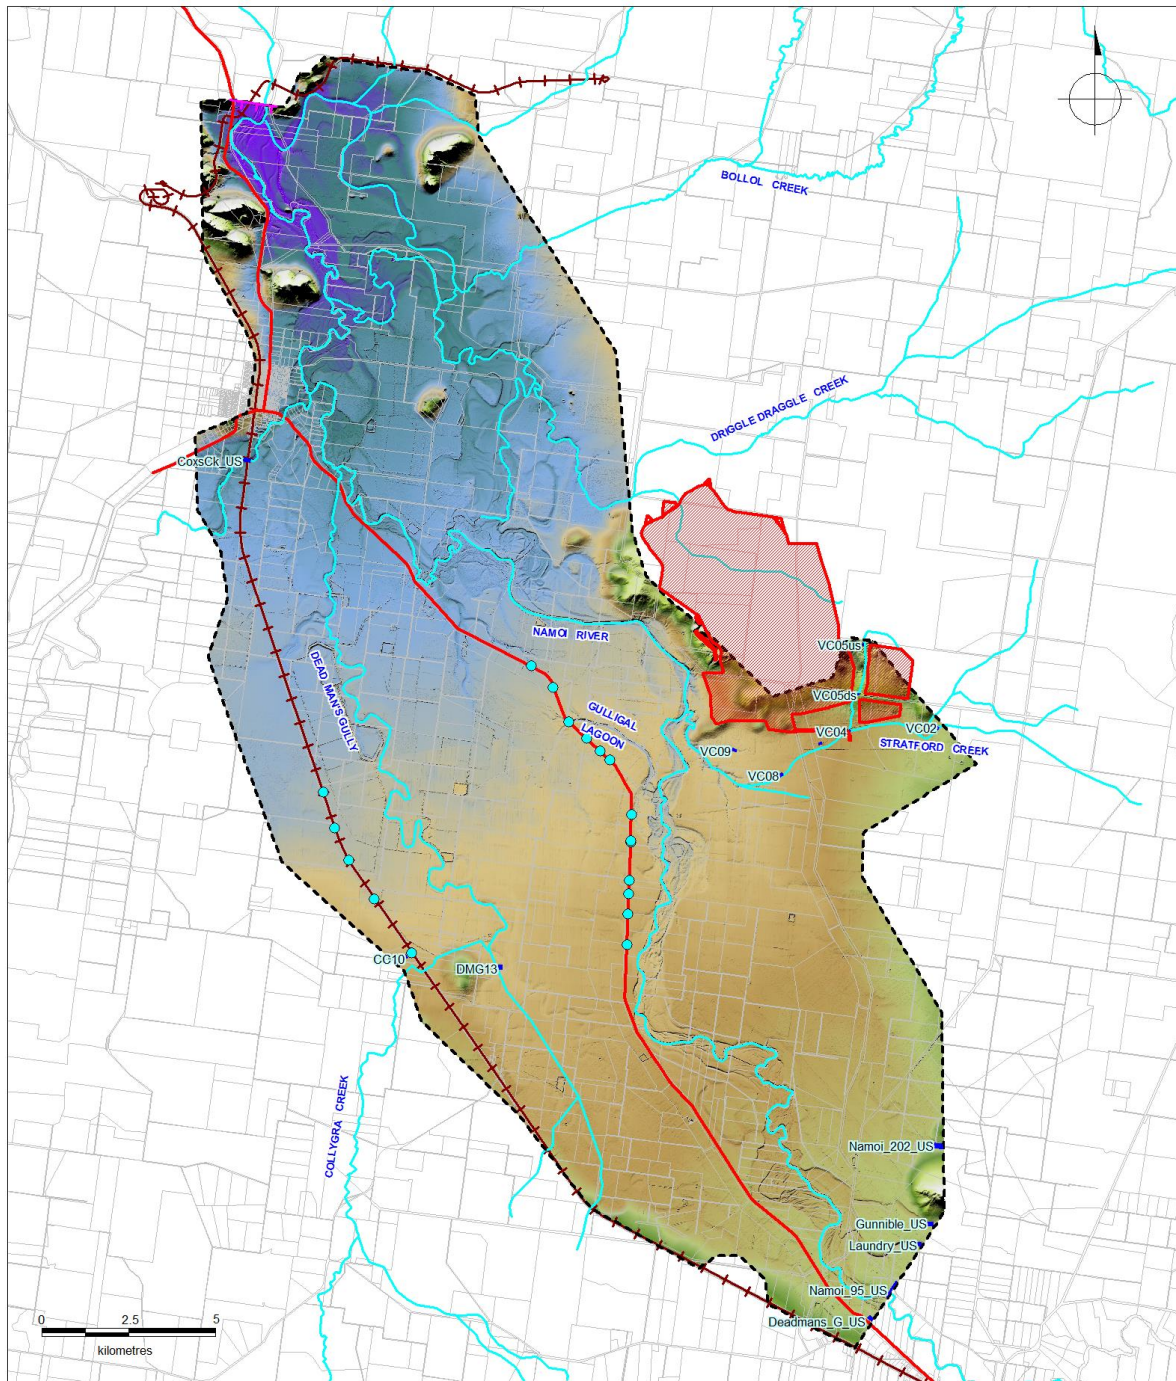 BOLLOL CREEK
DRIGGLE DRAGGLE CREEK
CoxsCk_US
NAMOI RIVER
VC05us
DEAD MAN'S GULLY
VC05ds
GULLIGAL
LAGOON
VC02
VC04
STRATFORD CREEK
VC09
VC08
CC10
DMG13
COLLYGRA CREEK
Namoi_202_US
Gunnible_US
Laundry_US
Namoi_95_US
Deadmans_G_US
0 2.5 5
kilometres